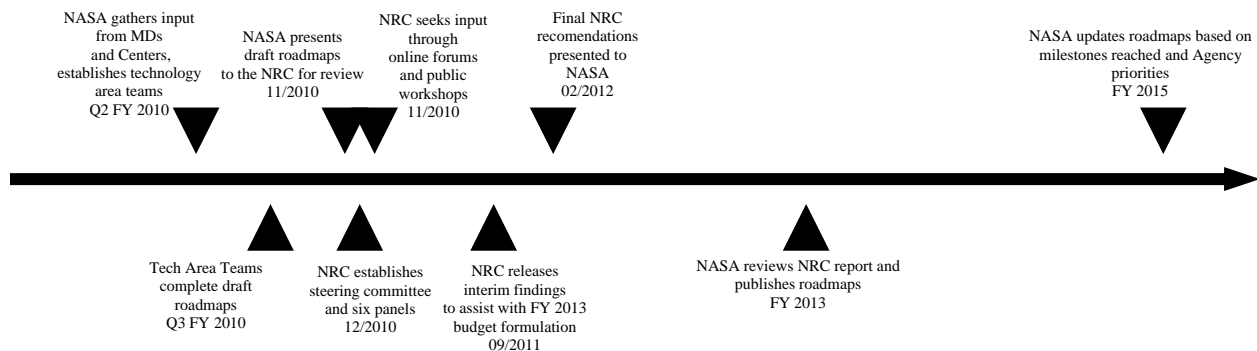 NASA gathers input
from MDs
and Centers,
establishes technology
area teams
Q2 FY 2010
NASA presents
draft roadmaps
to the NRC for review
11/2010
NRC seeks input
through
online forums
and public
workshops
11/2010
Final NRC
recomendations
presented to
NASA
02/2012
NASA updates roadmaps based on
milestones reached and Agency
priorities
FY 2015
Tech Area Teams
complete draft
roadmaps
Q3 FY 2010
NRC establishes
steering committee
and six panels
12/2010
NRC releases
interim findings
to assist with FY 2013
budget formulation
09/2011
NASA reviews NRC report and
publishes roadmaps
FY 2013